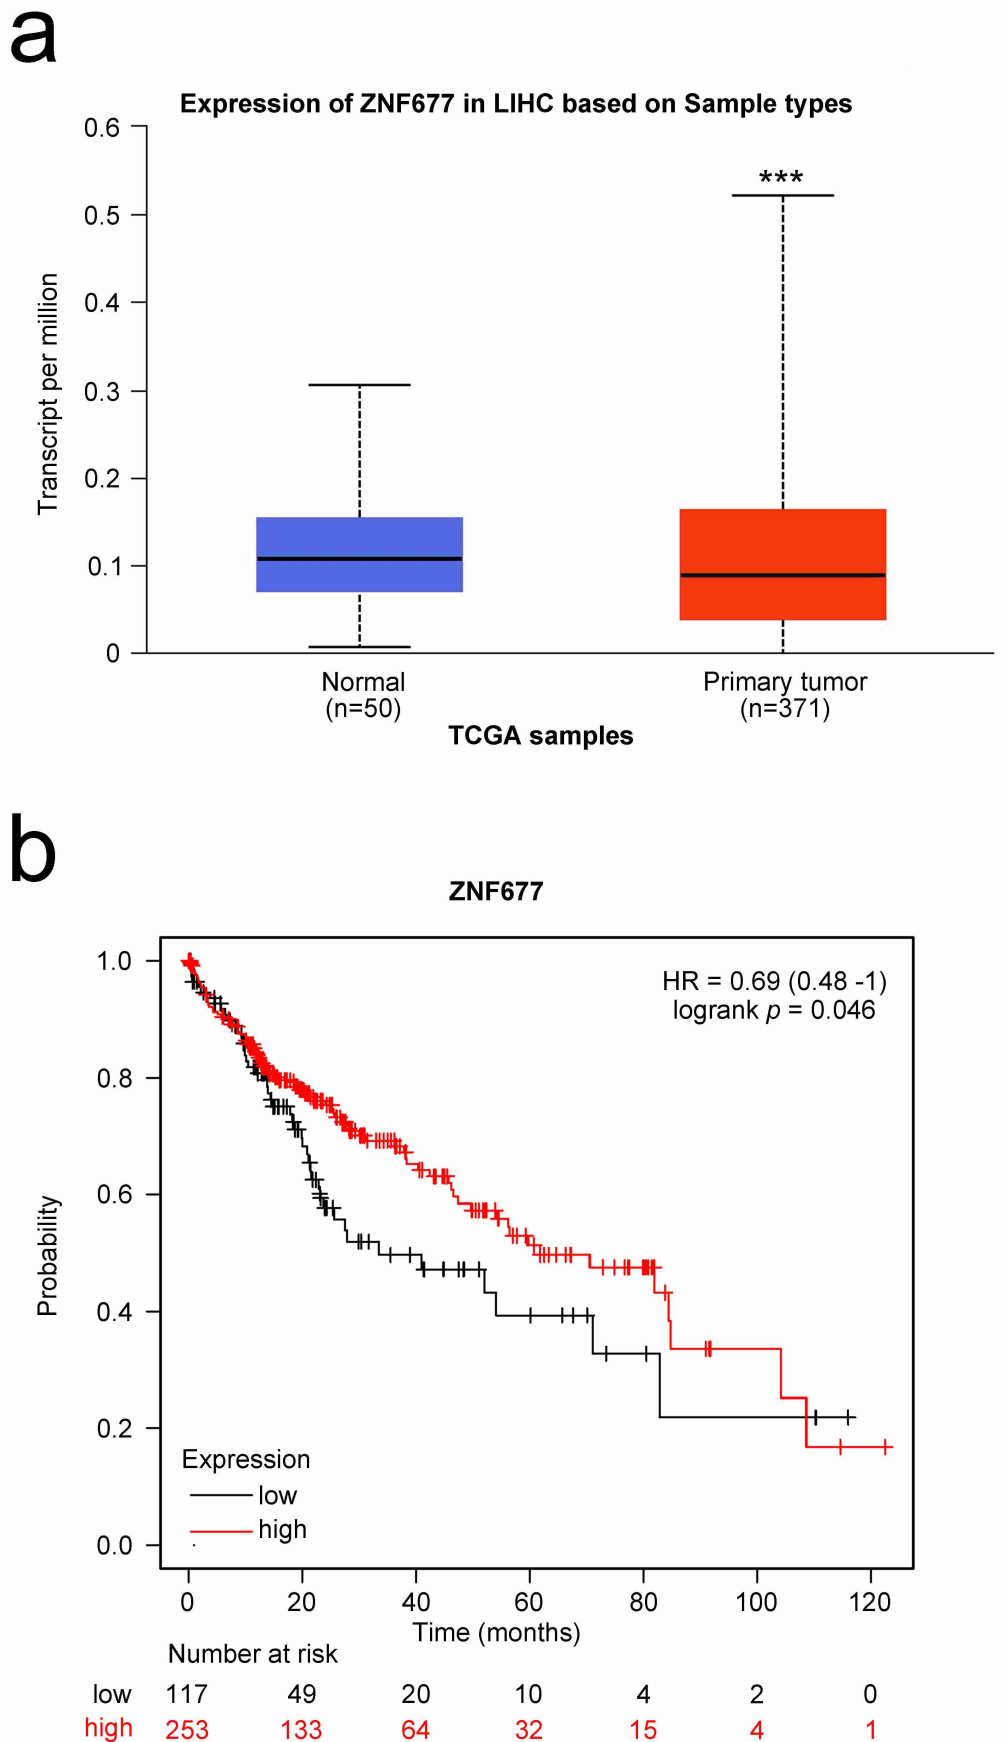 a
Expression of ZNF677 in LIHC based on Sample types
0.6
0.5
0.4
0.3
0.2
0.1
0
Transcript per million
***
Normal
(n=50)
Primary tumor
(n=371)
TCGA samples
b
ZNF677
HR = 0.69 (0.48 -1)
logrank p = 0.046
1.0
0.8
0.6
0.4
0.2
0.0
Probability
Expression
low
high
0 20 40 60 80 100 120
Time (months)
Number at risk
low 117 49 20 10 4 2 0
high 253 133 64 32 15 4 1